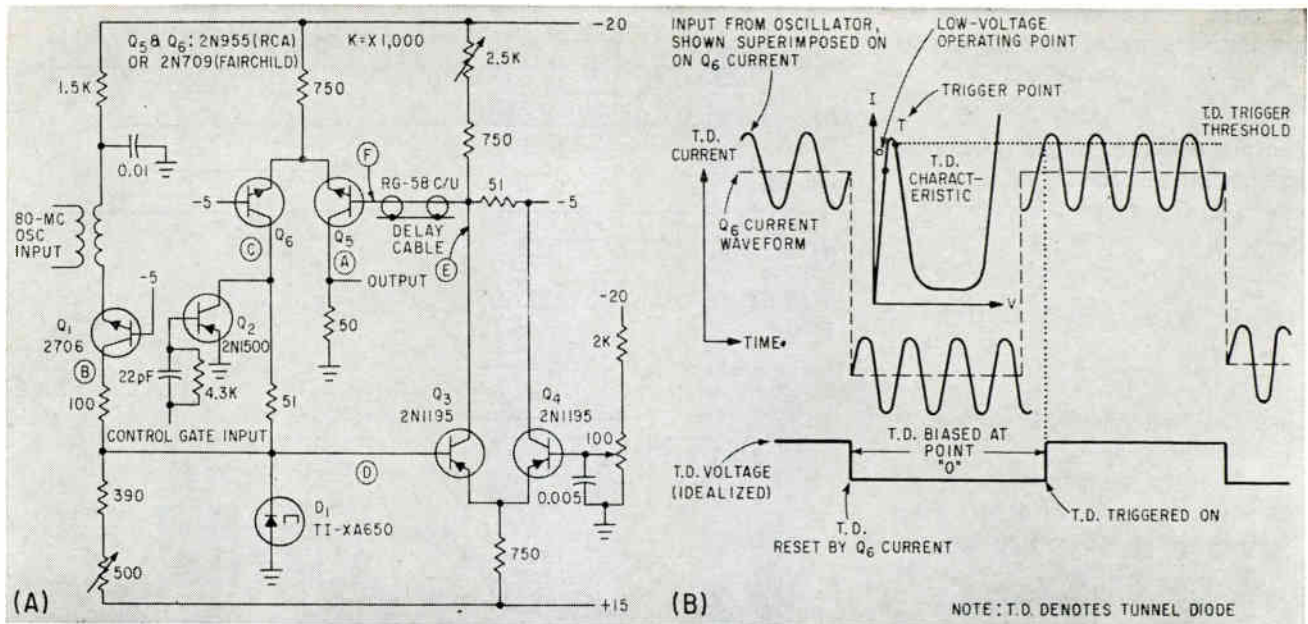 -20
Q5 & Q6: 2N955 (RCA)
OR 2N709 (FAIRCHILD)
K=X 1,000
1.5K
750
2.5K
0.01
750
F
RG-58 C/U
51
-5
-5
DELAY
CABLE
80-MC
OSC
INPUT
Q6
Q5
C
A
E
OUTPUT
-5
-20
Q1
2706
Q2
2N1500
50
2K
B
22pF
4.3K
100
51
Q3
2N1195
Q4
2N1195
100
CONTROL GATE INPUT
D
0.005
390
D1
TI-XA650
750
500
+15
(A)
INPUT FROM OSCILLATOR,
SHOWN SUPERIMPOSED ON
ON Q6 CURRENT
LOW-VOLTAGE
OPERATING POINT
TRIGGER POINT
I
T
T.D. TRIGGER
THRESHOLD
T.D.
CURRENT
O
T.D.
CHARACT-
ERISTIC
Q6 CURRENT
WAVEFORM
V
TIME
T.D. BIASED AT
POINT
"O"
T.D. VOLTAGE
(IDEALIZED)
T.D.
RESET BY Q6 CURRENT
T.D. TRIGGERED ON
(B)
NOTE: T.D. DENOTES TUNNEL DIODE